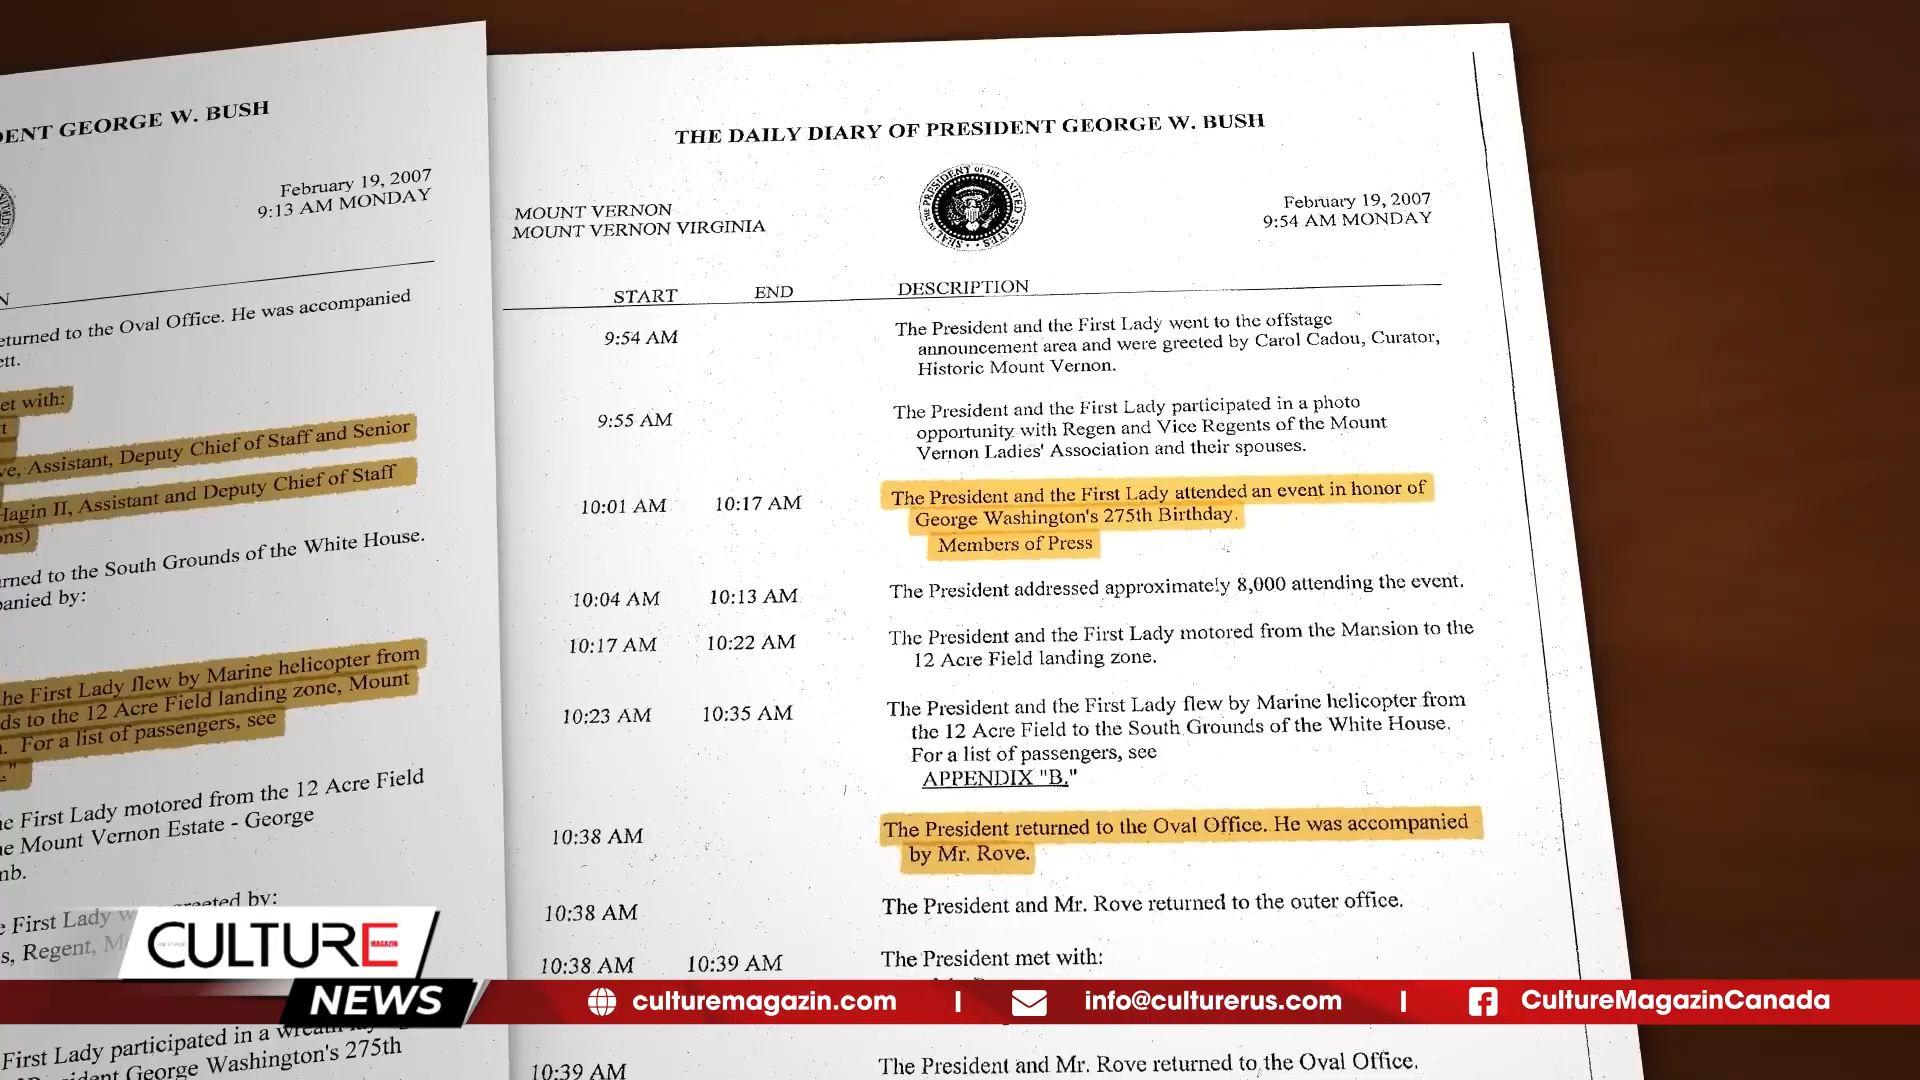 DENT GEORGE W. BUSH
February 19, 2007
9:13 AM MONDAY
returned to the Oval Office. He was accompanied
met with:
Assistant, Deputy Chief of Staff and Senior
Hagin II, Assistant and Deputy Chief of Staff
returned to the South Grounds of the White House.
panied by:
the First Lady flew by Marine helicopter from
ds to the 12 Acre Field landing zone, Mount
For a list of passengers, see
First Lady motored from the 12 Acre Field
Mount Vernon Estate - George
First Lady
greeted by:
Regent,
First Lady participated in a wreath
George Washington's 275th
THE DAILY DIARY OF PRESIDENT GEORGE W. BUSH
SEAL OF THE PRESIDENT OF THE UNITED STATES
MOUNT VERNON
MOUNT VERNON VIRGINIA
February 19, 2007
9:54 AM MONDAY
START END DESCRIPTION
9:54 AM The President and the First Lady went to the offstage
announcement area and were greeted by Carol Cadou, Curator,
Historic Mount Vernon.
9:55 AM The President and the First Lady participated in a photo
opportunity with Regen and Vice Regents of the Mount
Vernon Ladies' Association and their spouses.
10:01 AM 10:17 AM The President and the First Lady attended an event in honor of
George Washington's 275th Birthday.
Members of Press
10:04 AM 10:13 AM The President addressed approximately 8,000 attending the event.
10:17 AM 10:22 AM The President and the First Lady motored from the Mansion to the
12 Acre Field landing zone.
10:23 AM 10:35 AM The President and the First Lady flew by Marine helicopter from
the 12 Acre Field to the South Grounds of the White House.
For a list of passengers, see
APPENDIX "B."
10:38 AM The President returned to the Oval Office. He was accompanied
by Mr. Rove.
10:38 AM The President and Mr. Rove returned to the outer office.
10:38 AM 10:39 AM The President met with:
10:39 AM The President and Mr. Rove returned to the Oval Office.
CULTURE MAGAZIN
NEWS
culturemagazin.com | info@culturerus.com | CultureMagazinCanada